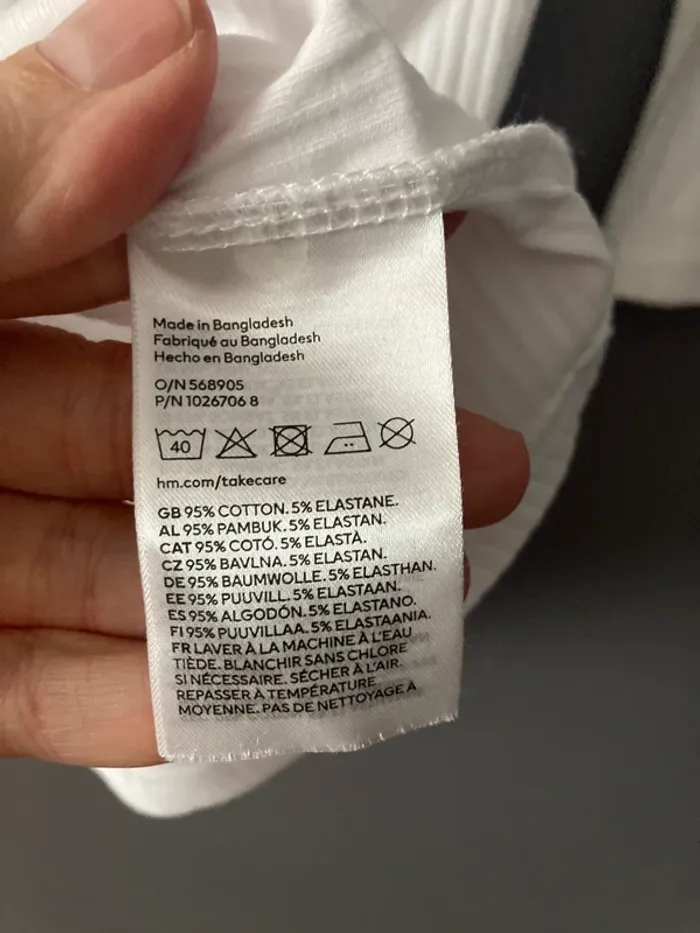 Made in Bangladesh
Fabriqué au Bangladesh
Hecho en Bangladesh
O/N 568905
P/N 1026706 8
40
hm.com/takecare
GB 95% COTTON. 5% ELASTANE.
AL 95% PAMBUK. 5% ELASTAN.
CAT 95% COTÓ. 5% ELASTÀ.
CZ 95% BAVLNA. 5% ELASTAN.
DE 95% BAUMWOLLE. 5% ELASTHAN.
EE 95% PUUVILL. 5% ELASTAAN.
ES 95% ALGODÓN. 5% ELASTANO.
FI 95% PUUVILLAA. 5% ELASTAANIA.
FR LAVER À LA MACHINE À L'EAU
TIÈDE. BLANCHIR SANS CHLORE
SI NÉCESSAIRE. SÉCHER À L'AIR.
REPASSER À TEMPÉRATURE
MOYENNE. PAS DE NETTOYAGE À